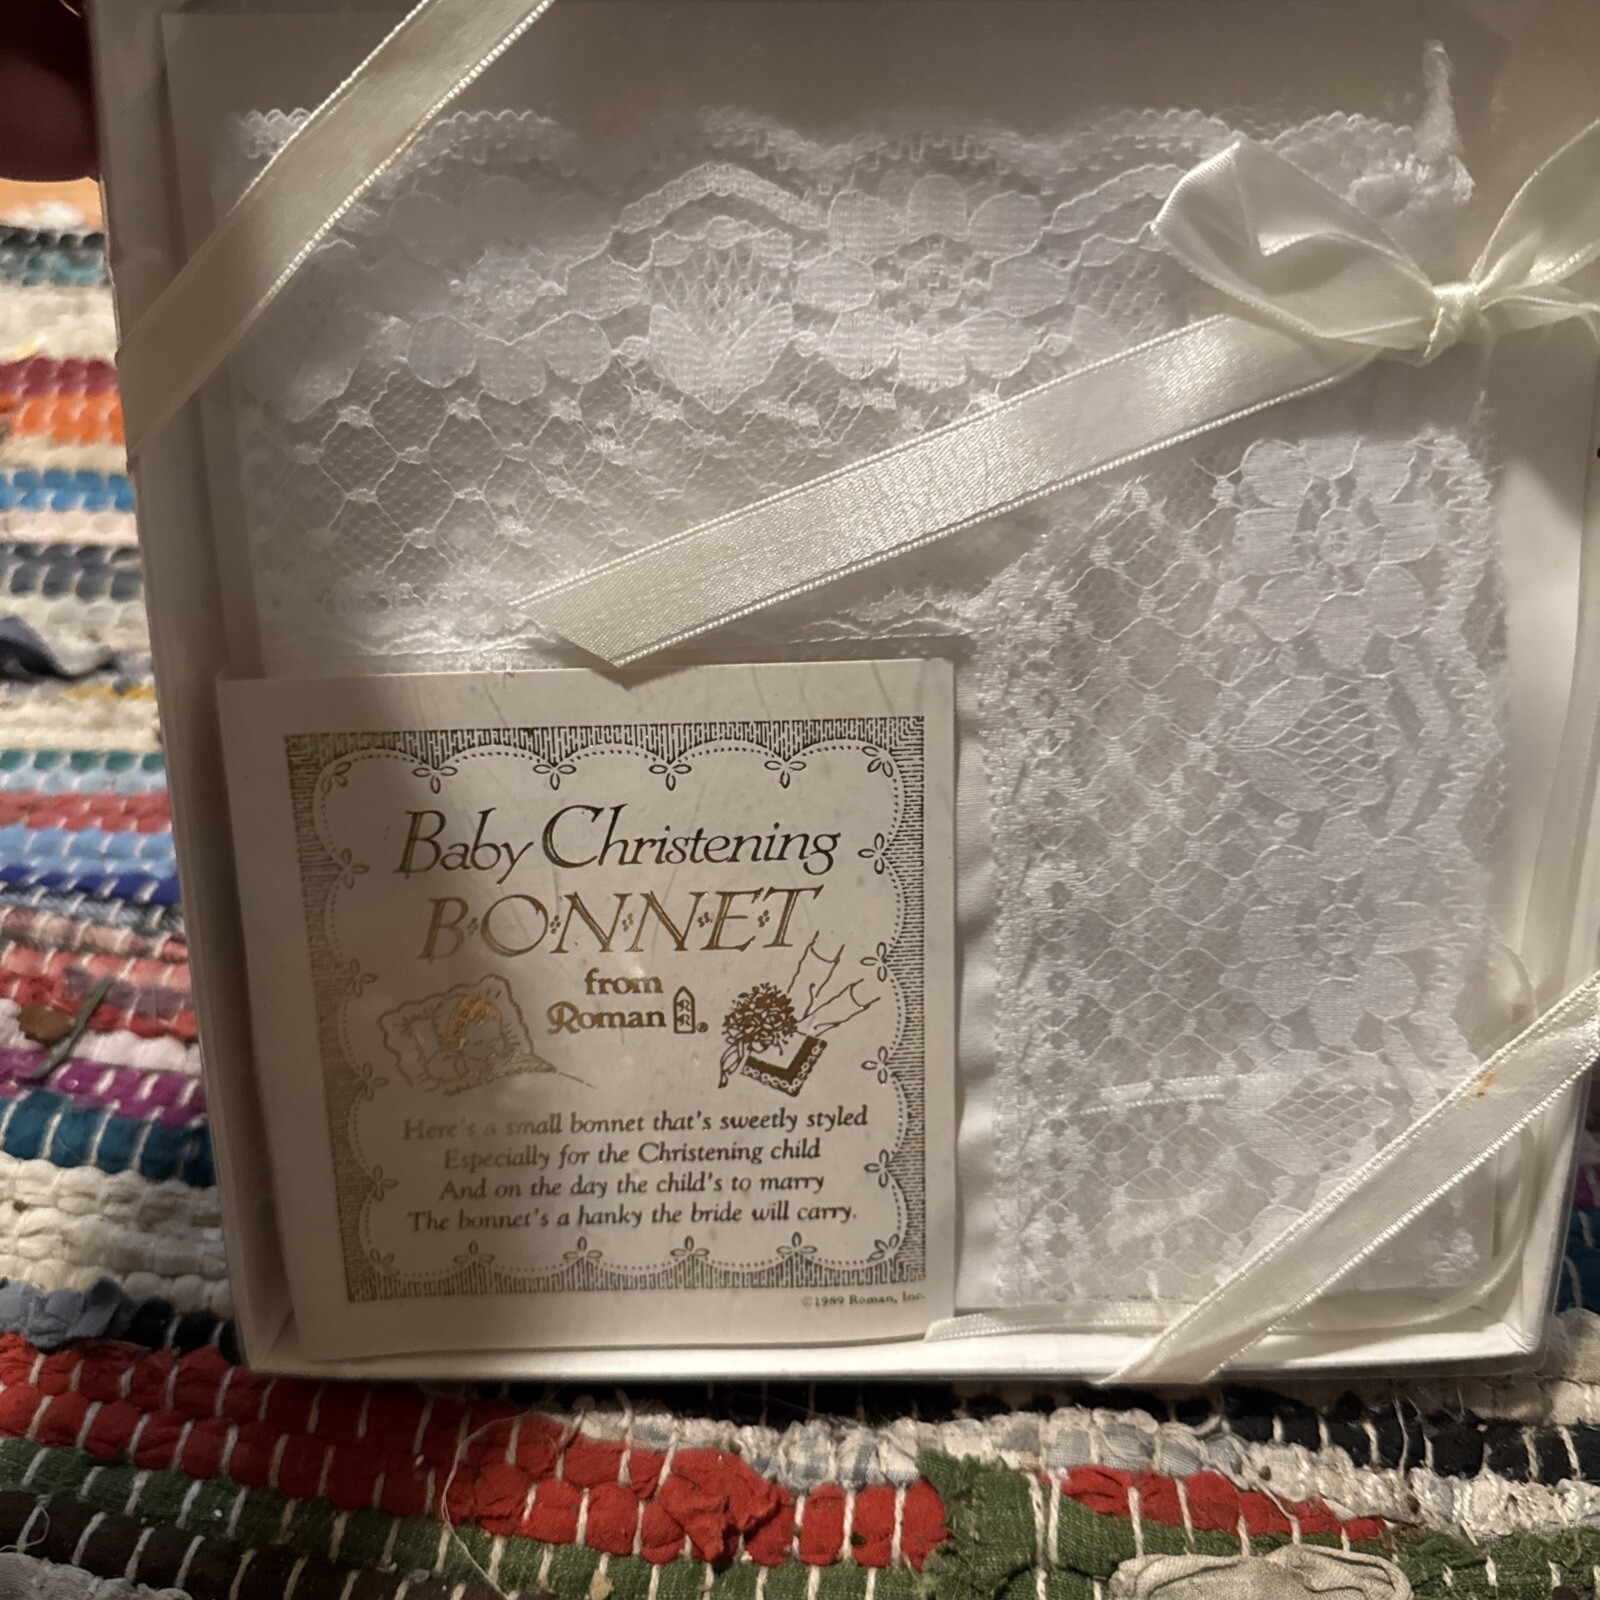 Baby Christening
B·O·N·N·E·T
from
Roman R R ®
Here's a small bonnet that's sweetly styled
Especially for the Christening child
And on the day the child's to marry
The bonnet's a hanky the bride will carry.
©1989 Roman, Inc.